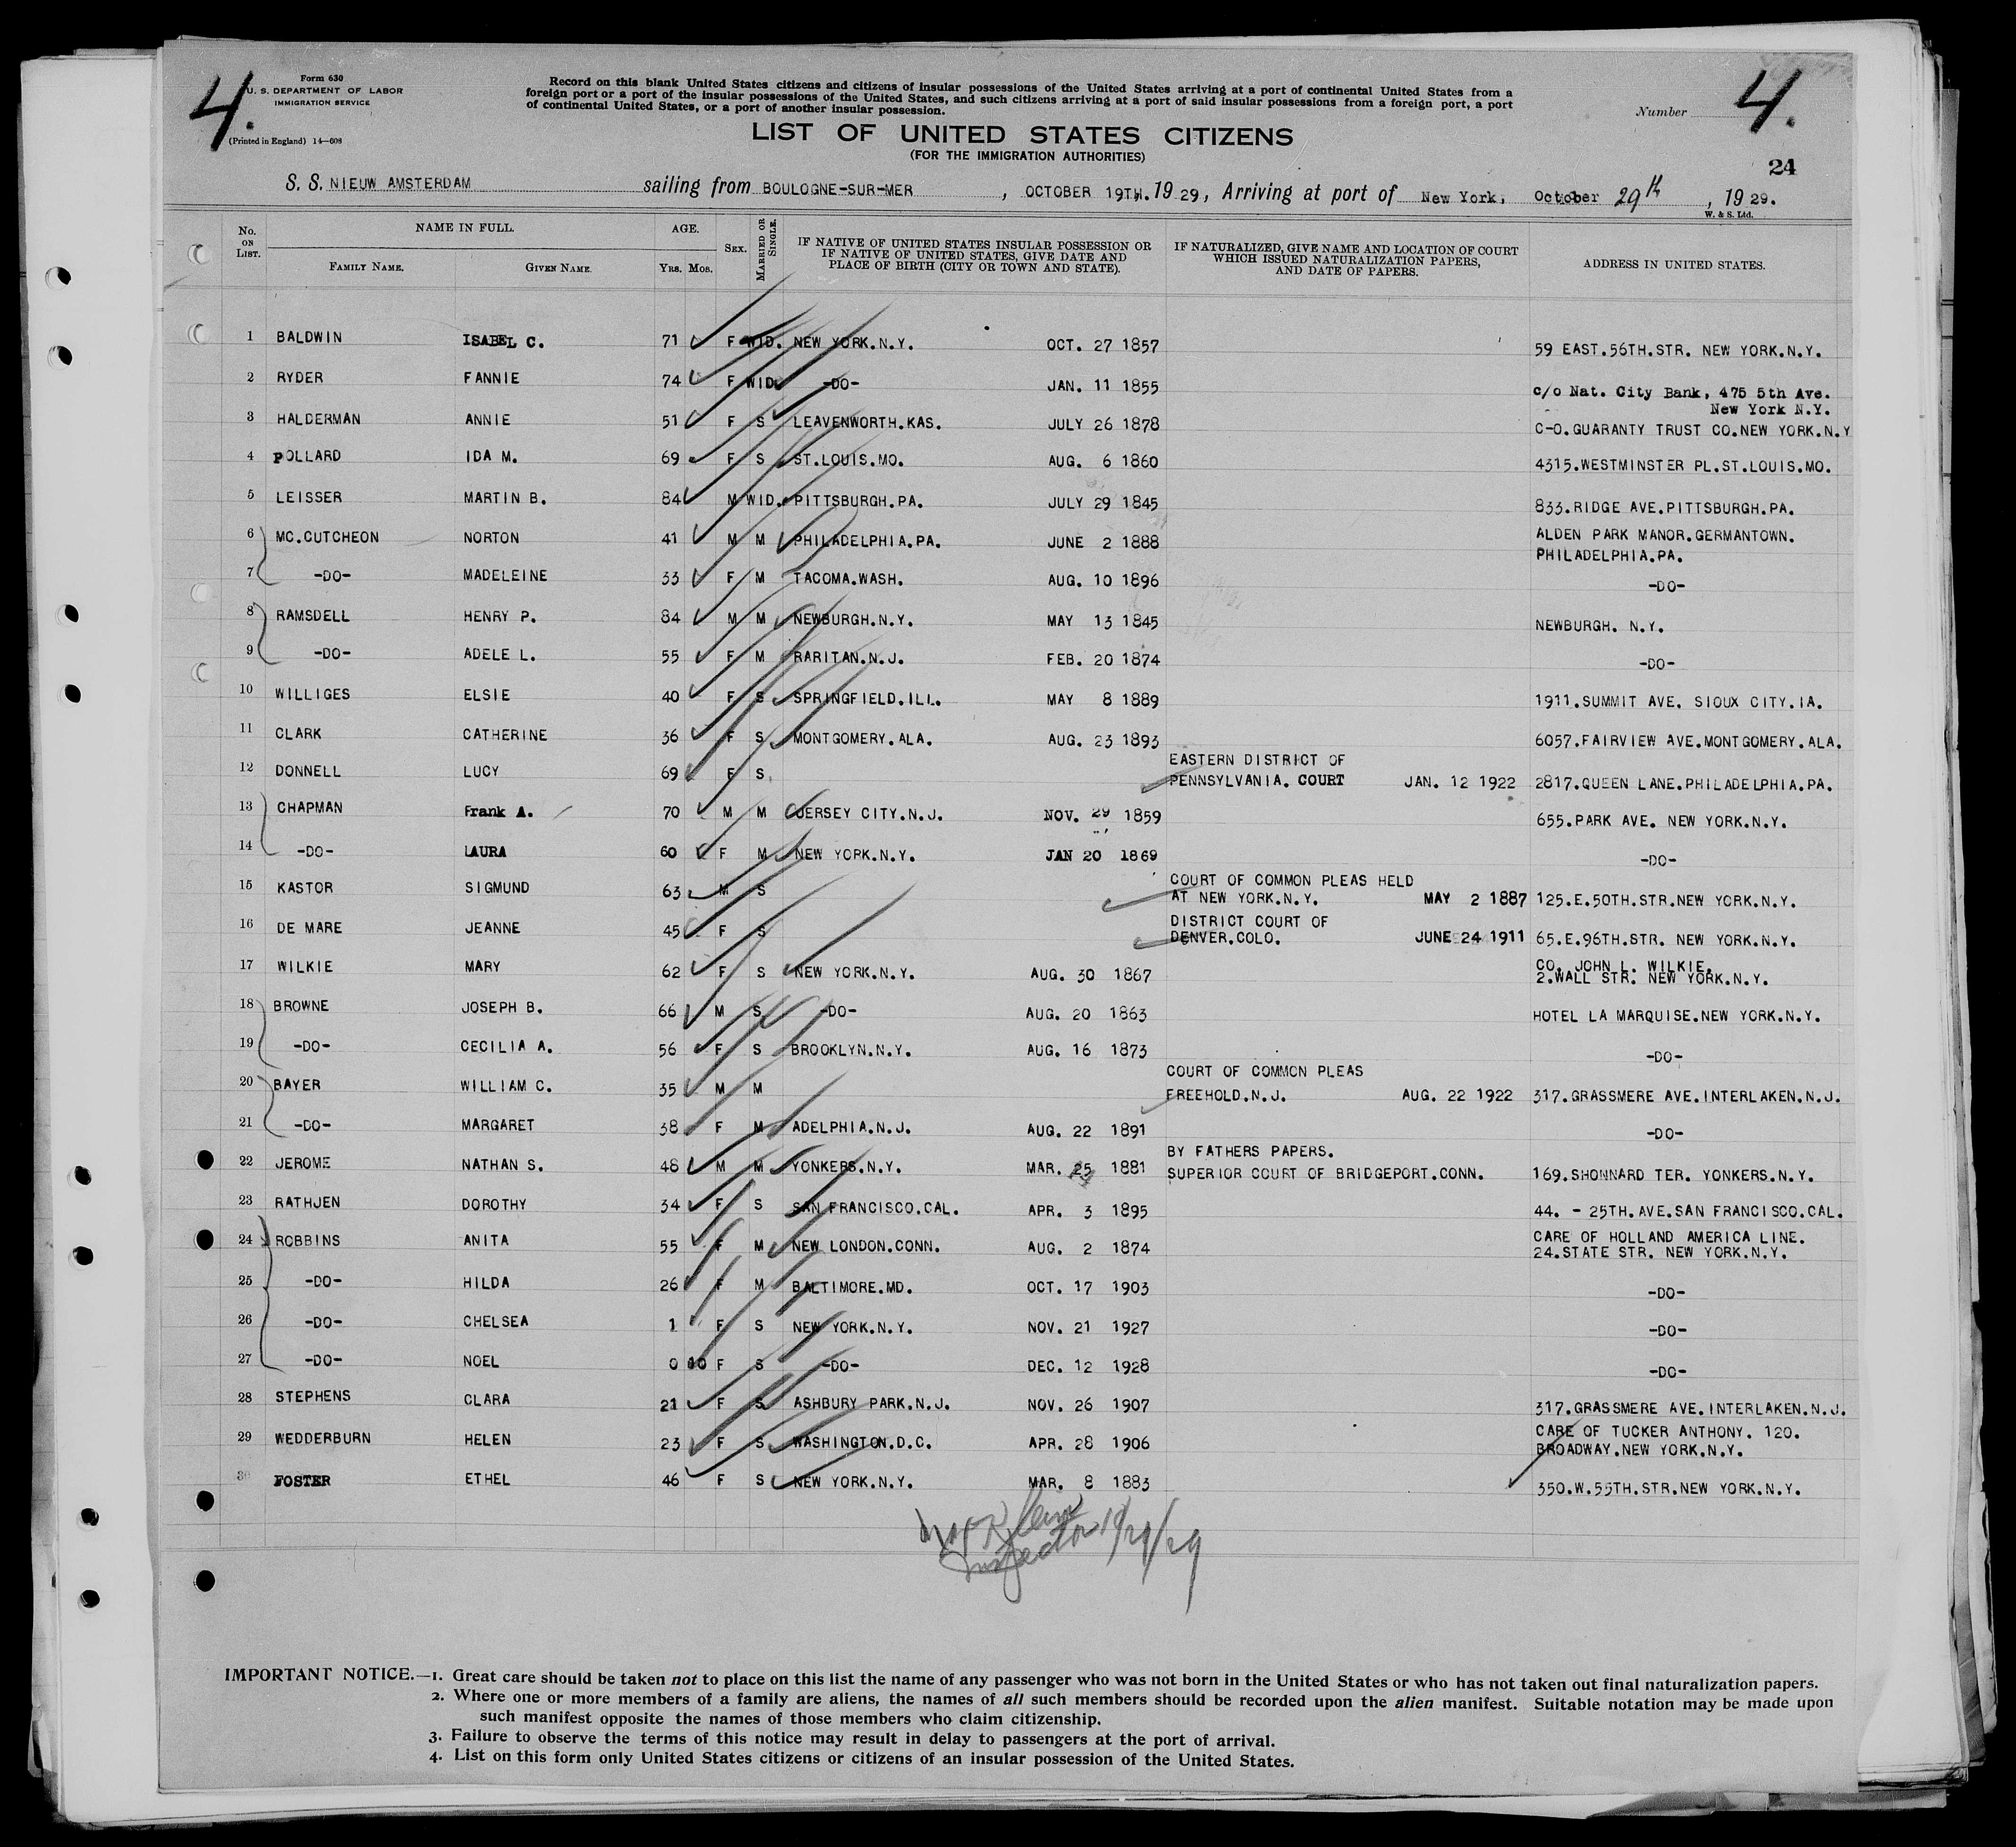 4.
Form 630
U. S. DEPARTMENT OF LABOR
IMMIGRATION SERVICE
(Printed in England) 14—608
Record on this blank United States citizens and citizens of insular possessions of the United States arriving at a port of continental United States from a
foreign port or a port of the insular possessions of the United States, and such citizens arriving at a port of said insular possessions from a foreign port, a port
of continental United States, or a port of another insular possession.
Number 4.
LIST OF UNITED STATES CITIZENS
(FOR THE IMMIGRATION AUTHORITIES)
24
S. S. NIEUW AMSTERDAM sailing from BOULOGNE-SUR-MER , OCTOBER 19TH. 19 29, Arriving at port of New York, October 29th , 19 29.
W. & S. Ltd.
No. ON LIST. NAME IN FULL. AGE. SEX. MARRIED OR SINGLE. IF NATIVE OF UNITED STATES INSULAR POSSESSION OR IF NATIVE OF UNITED STATES, GIVE DATE AND PLACE OF BIRTH (CITY OR TOWN AND STATE). IF NATURALIZED, GIVE NAME AND LOCATION OF COURT WHICH ISSUED NATURALIZATION PAPERS, AND DATE OF PAPERS. ADDRESS IN UNITED STATES.
FAMILY NAME. GIVEN NAME. YRS. MOS.
1 BALDWIN ISABEL C. 71 F WID. NEW YORK.N.Y. OCT. 27 1857 59 EAST.56TH.STR. NEW YORK.N.Y.
2 RYDER FANNIE 74 F WID. -DO- JAN. 11 1855 c/o Nat. City Bank, 475 5th Ave.
New York N.Y.
3 HALDERMAN ANNIE 51 F S LEAVENWORTH.KAS. JULY 26 1878 C-O.GUARANTY TRUST CO.NEW YORK.N.Y
4 POLLARD IDA M. 69 F S ST.LOUIS.MO. AUG. 6 1860 4315.WESTMINSTER PL.ST.LOUIS.MO.
5 LEISSER MARTIN B. 84 M WID. PITTSBURGH.PA. JULY 29 1845 833.RIDGE AVE.PITTSBURGH.PA.
6 MC.CUTCHEON NORTON 41 M M PHILADELPHIA.PA. JUNE 2 1888 ALDEN PARK MANOR.GERMANTOWN.
PHILADELPHIA.PA.
7 -DO- MADELEINE 33 F M TACOMA.WASH. AUG. 10 1896 -DO-
8 RAMSDELL HENRY P. 84 M M NEWBURGH.N.Y. MAY 13 1845 NEWBURGH. N.Y.
9 -DO- ADELE L. 55 F M RARITAN.N.J. FEB. 20 1874 -DO-
10 WILLIGES ELSIE 40 F S SPRINGFIELD.ILL. MAY 8 1889 1911.SUMMIT AVE. SIOUX CITY.IA.
11 CLARK CATHERINE 36 F S MONTGOMERY.ALA. AUG. 23 1893 6057.FAIRVIEW AVE.MONTGOMERY.ALA.
EASTERN DISTRICT OF
12 DONNELL LUCY 69 F S PENNSYLVANIA. COURT JAN. 12 1922 2817.QUEEN LANE.PHILADELPHIA.PA.
13 CHAPMAN Frank A. 70 M M JERSEY CITY.N.J. NOV. 29 1859 655.PARK AVE. NEW YORK.N.Y.
14 -DO- LAURA 60 F M NEW YORK.N.Y. JAN 20 1869 -DO-
COURT OF COMMON PLEAS HELD
15 KASTOR SIGMUND 63 M S AT NEW YORK.N.Y. MAY 2 1887 125.E.50TH.STR.NEW YORK.N.Y.
DISTRICT COURT OF
16 DE MARE JEANNE 45 F S DENVER.COLO. JUNE 24 1911 65.E.96TH.STR. NEW YORK.N.Y.
CO. JOHN L. WILKIE.
17 WILKIE MARY 62 F S NEW YORK.N.Y. AUG. 30 1867 2.WALL STR. NEW YORK.N.Y.
18 BROWNE JOSEPH B. 66 M S -DO- AUG. 20 1863 HOTEL LA MARQUISE.NEW YORK.N.Y.
19 -DO- CECILIA A. 56 F S BROOKLYN.N.Y. AUG. 16 1873 -DO-
COURT OF COMMON PLEAS
20 BAYER WILLIAM C. 35 M M FREEHOLD.N.J. AUG. 22 1922 317.GRASSMERE AVE.INTERLAKEN.N.J.
21 -DO- MARGARET 38 F M ADELPHIA.N.J. AUG. 22 1891 -DO-
BY FATHERS PAPERS.
22 JEROME NATHAN S. 48 M M YONKERS.N.Y. MAR. 25 1881 SUPERIOR COURT OF BRIDGEPORT.CONN. 169.SHONNARD TER. YONKERS.N.Y.
23 RATHJEN DOROTHY 34 F S SAN FRANCISCO.CAL. APR. 3 1895 44. - 25TH.AVE.SAN FRANCISCO.CAL.
24 ROBBINS ANITA 55 F M NEW LONDON.CONN. AUG. 2 1874 CARE OF HOLLAND AMERICA LINE.
24.STATE STR. NEW YORK.N.Y.
25 -DO- HILDA 26 F M BALTIMORE.MD. OCT. 17 1903 -DO-
26 -DO- CHELSEA 1 F S NEW YORK.N.Y. NOV. 21 1927 -DO-
27 -DO- NOEL 0 10 F S -DO- DEC. 12 1928 -DO-
28 STEPHENS CLARA 21 F S ASHBURY PARK.N.J. NOV. 26 1907 317.GRASSMERE AVE.INTERLAKEN.N.J.
29 WEDDERBURN HELEN 23 F S WASHINGTON.D.C. APR. 28 1906 CARE OF TUCKER ANTHONY. 120.
BROADWAY.NEW YORK.N.Y.
30 FOSTER ETHEL 46 F S NEW YORK.N.Y. MAR. 8 1883 350.W.55TH.STR.NEW YORK.N.Y.
Inspector
IMPORTANT NOTICE.—1. Great care should be taken not to place on this list the name of any passenger who was not born in the United States or who has not taken out final naturalization papers.
2. Where one or more members of a family are aliens, the names of all such members should be recorded upon the alien manifest. Suitable notation may be made upon
such manifest opposite the names of those members who claim citizenship.
3. Failure to observe the terms of this notice may result in delay to passengers at the port of arrival.
4. List on this form only United States citizens or citizens of an insular possession of the United States.